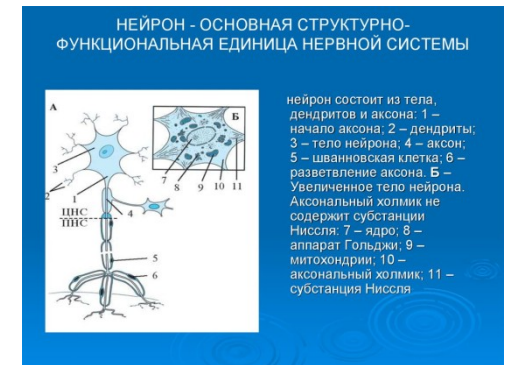 НЕЙРОН - ОСНОВНАЯ СТРУКТУРНО-
ФУНКЦИОНАЛЬНАЯ ЕДИНИЦА НЕРВНОЙ СИСТЕМЫ
нейрон состоит из тела,
дендритов и аксона: 1 –
начало аксона; 2 – дендриты;
3 – тело нейрона; 4 – аксон;
5 – шванновская клетка; 6 –
разветвление аксона. Б –
Увеличенное тело нейрона.
Аксональный холмик не
содержит субстанции
Ниссля: 7 – ядро; 8 –
аппарат Гольджи; 9 –
митохондрии; 10 –
аксональный холмик; 11 –
субстанция Ниссля
А
Б
3
2
1
7
8
9
10
11
ЦНС
ПНС
4
5
6